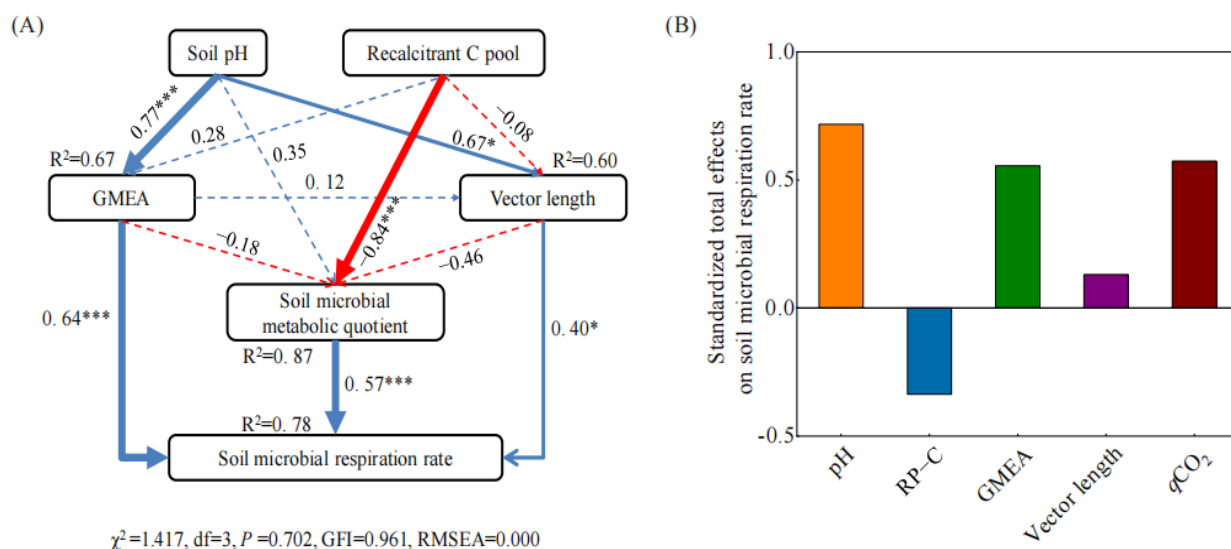 (A)
Soil pH
Recalcitrant C pool
0.77***
0.28
0.35
0.67*
−0.08
R²=0.67
R²=0.60
GMEA
0. 12
Vector length
−0.18
−0.84***
−0.46
Soil microbial
metabolic quotient
0. 64***
R²=0. 87
0. 57***
0. 40*
R²=0. 78
Soil microbial respiration rate
χ² =1.417, df=3, P =0.702, GFI=0.961, RMSEA=0.000
(B)
Standardized total effects
on soil microbial respiration rate
1.0
0.5
0.0
-0.5
pH
RP−C
GMEA
Vector length
qCO₂